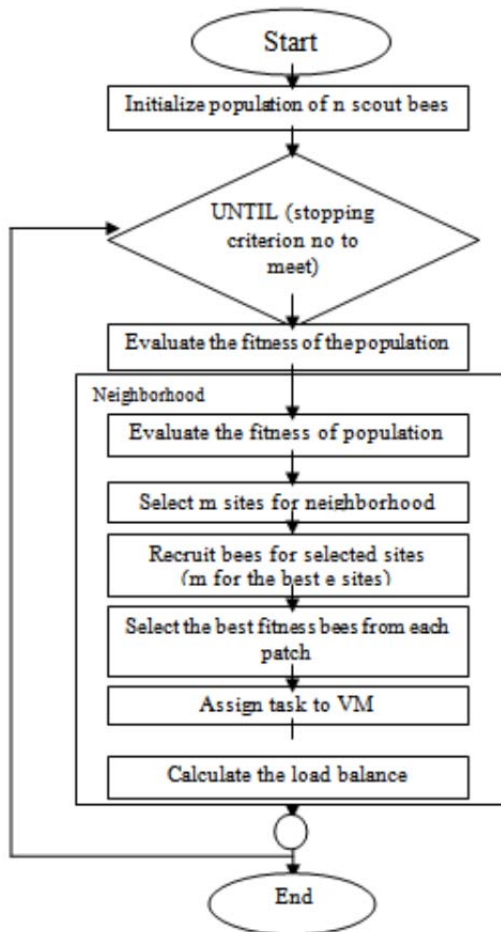 Start
Initialize population of n scout bees
UNTIL (stopping
criterion no to
meet)
Evaluate the fitness of the population
Neighborhood
Evaluate the fitness of population
Select m sites for neighborhood
Recruit bees for selected sites
(m for the best e sites)
Select the best fitness bees from each
patch
Assign task to VM
Calculate the load balance
End